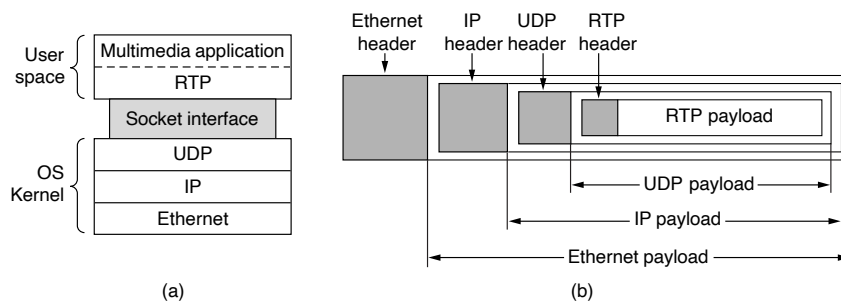 User
space
Multimedia application
RTP
Socket interface
OS
Kernel
UDP
IP
Ethernet
(a)
Ethernet
header
IP
header
UDP
header
RTP
header
RTP payload
UDP payload
IP payload
Ethernet payload
(b)